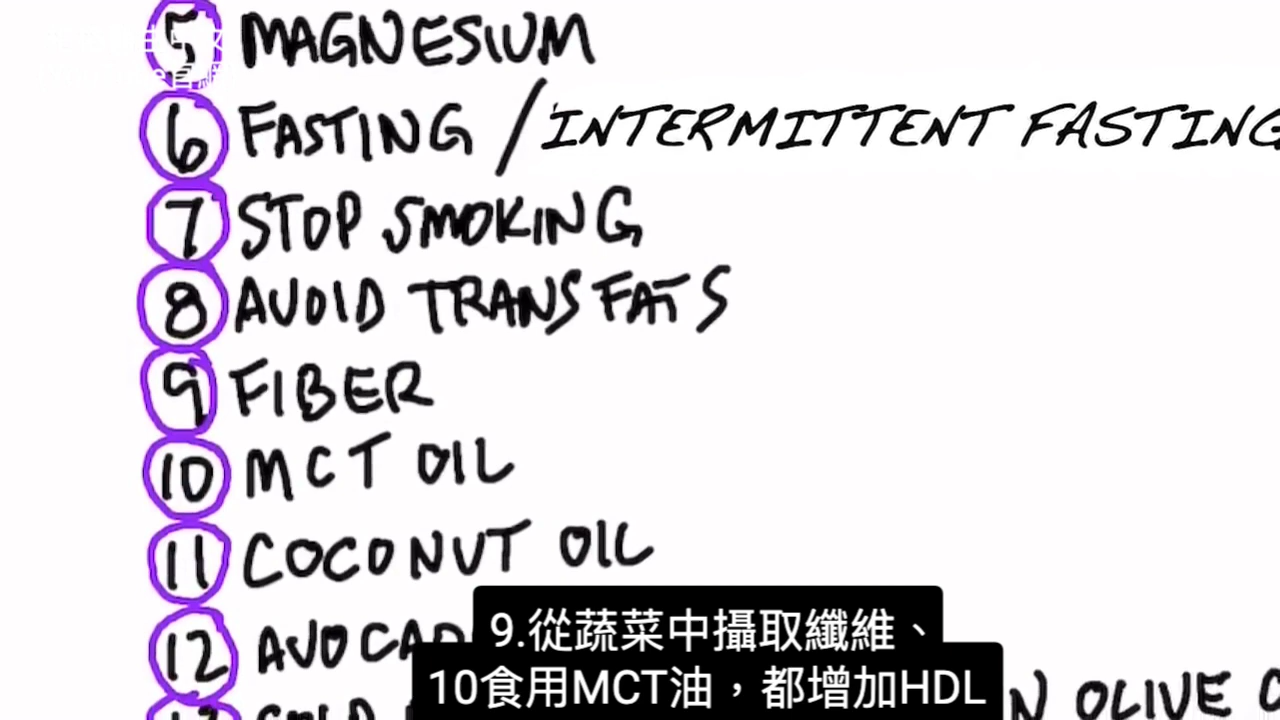 5 MAGNESIUM
6 FASTING / INTERMITTENT FASTING
7 STOP SMOKING
8 AVOID TRANS FATS
9 FIBER
10 MCT OIL
11 COCONUT OIL
12
OLIVE
9.從蔬菜中攝取纖維、
10食用MCT油，都增加HDL